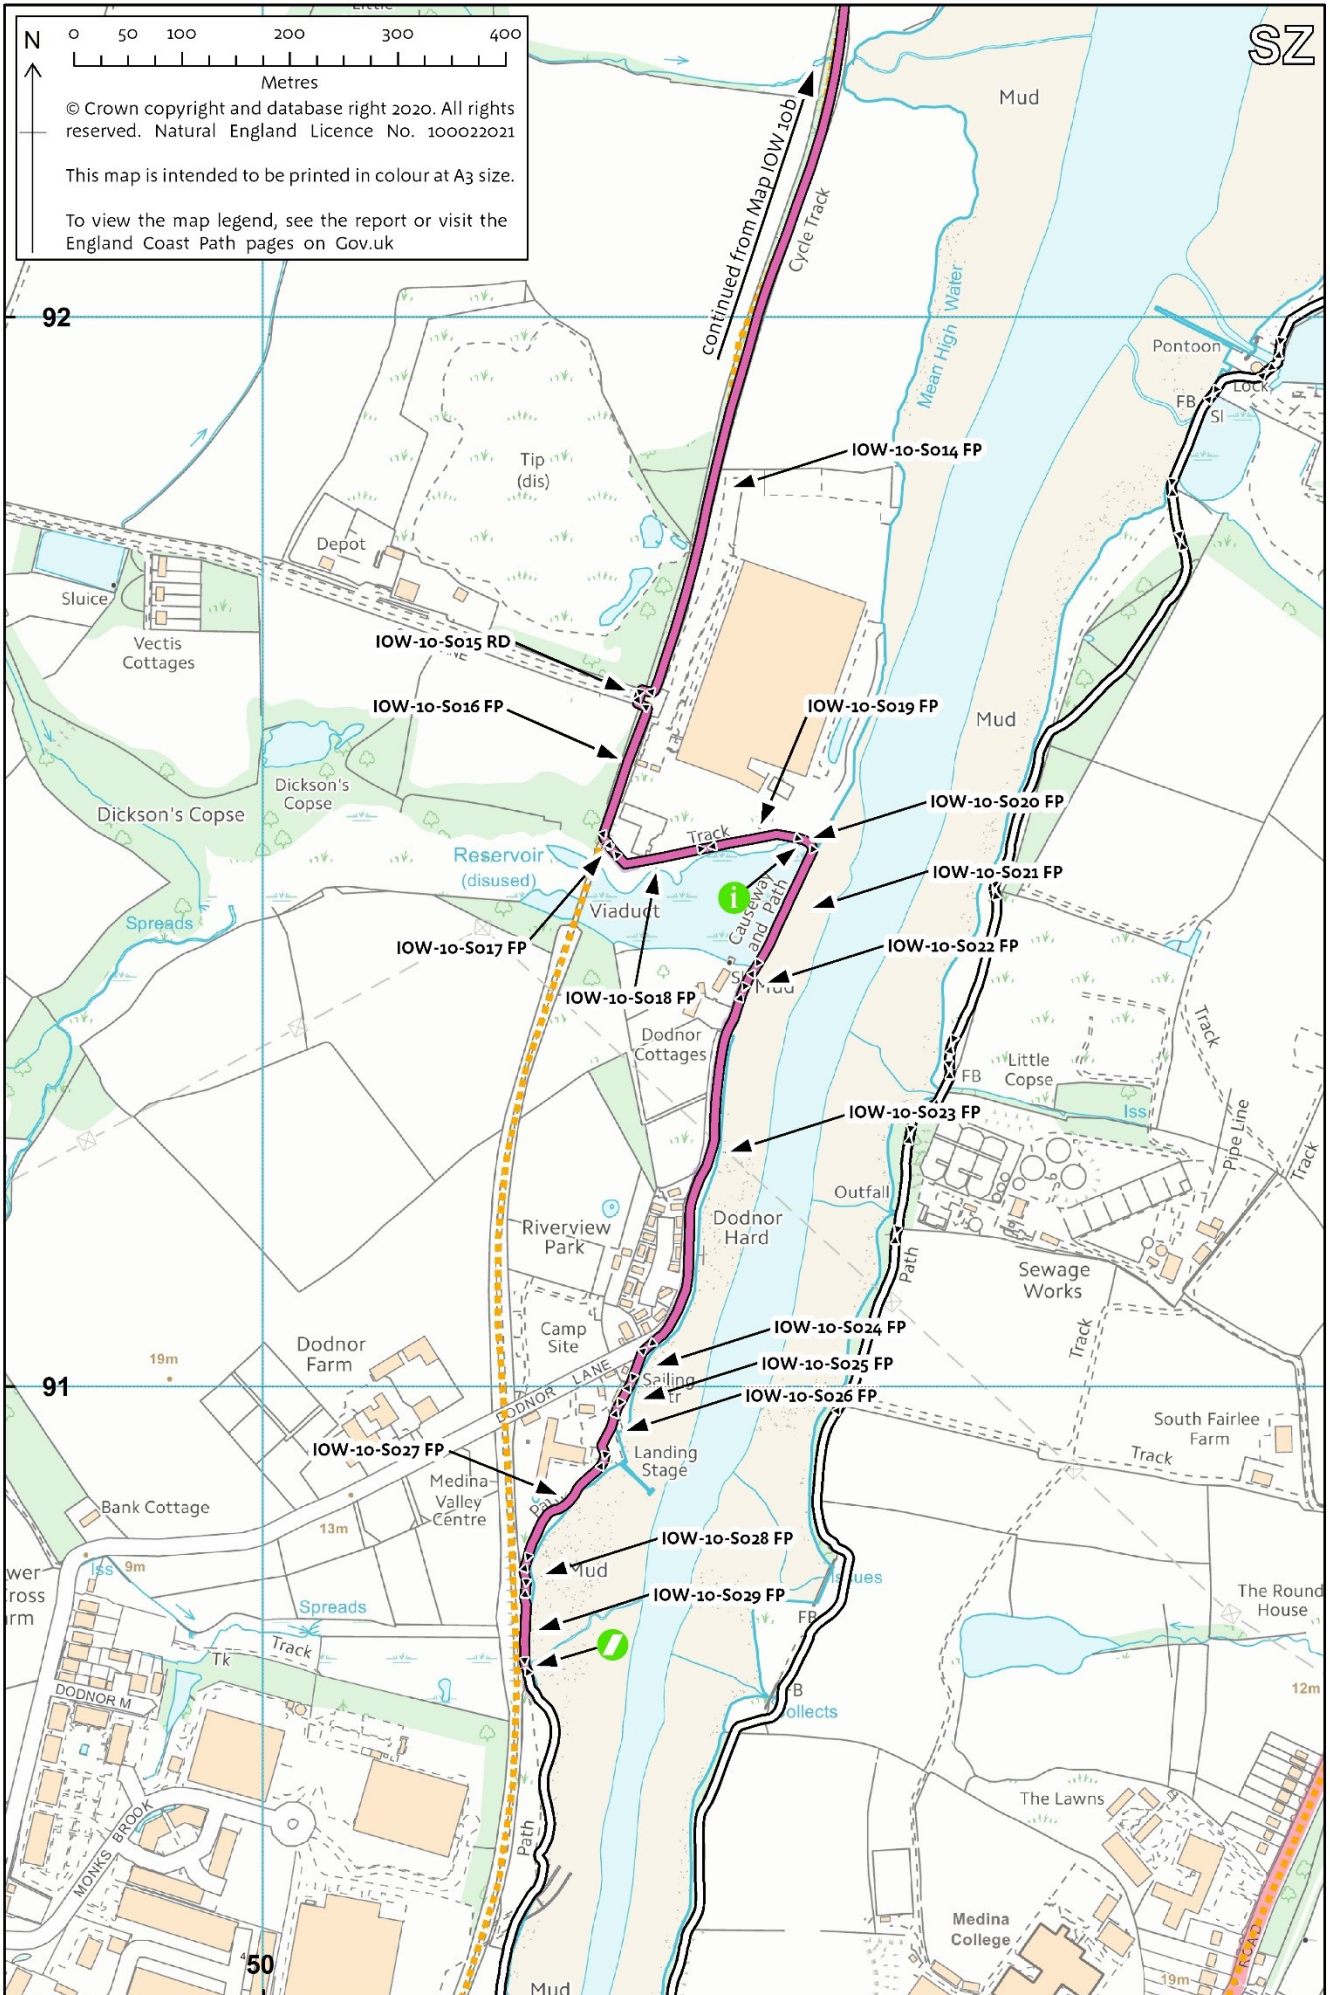 Little
SZ
N
0 50 100 200 300 400
Metres
© Crown copyright and database right 2020. All rights
reserved. Natural England Licence No. 100022021
This map is intended to be printed in colour at A3 size.
To view the map legend, see the report or visit the
England Coast Path pages on Gov.uk
Mud
continued from Map IOW 10b
Cycle Track
Mean High Water
92
Pontoon
Lock
FB
Sl
IOW-10-S014 FP
Tip
(dis)
Depot
Sluice
Vectis
Cottages
IOW-10-S015 RD
IOW-10-S016 FP
IOW-10-S019 FP
Mud
Dickson's
Copse
Dickson's Copse
IOW-10-S020 FP
Track
Reservoir
(disused)
IOW-10-S021 FP
Causeway
and Path
Viaduct
Spreads
IOW-10-S017 FP
IOW-10-S022 FP
Mud
IOW-10-S018 FP
Track
Dodnor
Cottages
Little
Copse
FB
Iss
IOW-10-S023 FP
Pipe Line
Track
Outfall
Dodnor
Hard
Riverview
Park
Path
Sewage
Works
Camp
Site
IOW-10-S024 FP
Track
Dodnor
Farm
19m
IOW-10-S025 FP
Sailing
91
DODNOR LANE
IOW-10-S026 FP
South Fairlee
Farm
IOW-10-S027 FP
Landing
Stage
Track
Medina
Valley
Centre
Path
Bank Cottage
13m
IOW-10-S028 FP
Mud
9m
Iss
IOW-10-S029 FP
Spreads
FB
The Round
House
Track
Tk
DODNOR M
12m
The Lawns
MONKS BROOK
Path
Medina
College
ROAD
50
19m
Mud